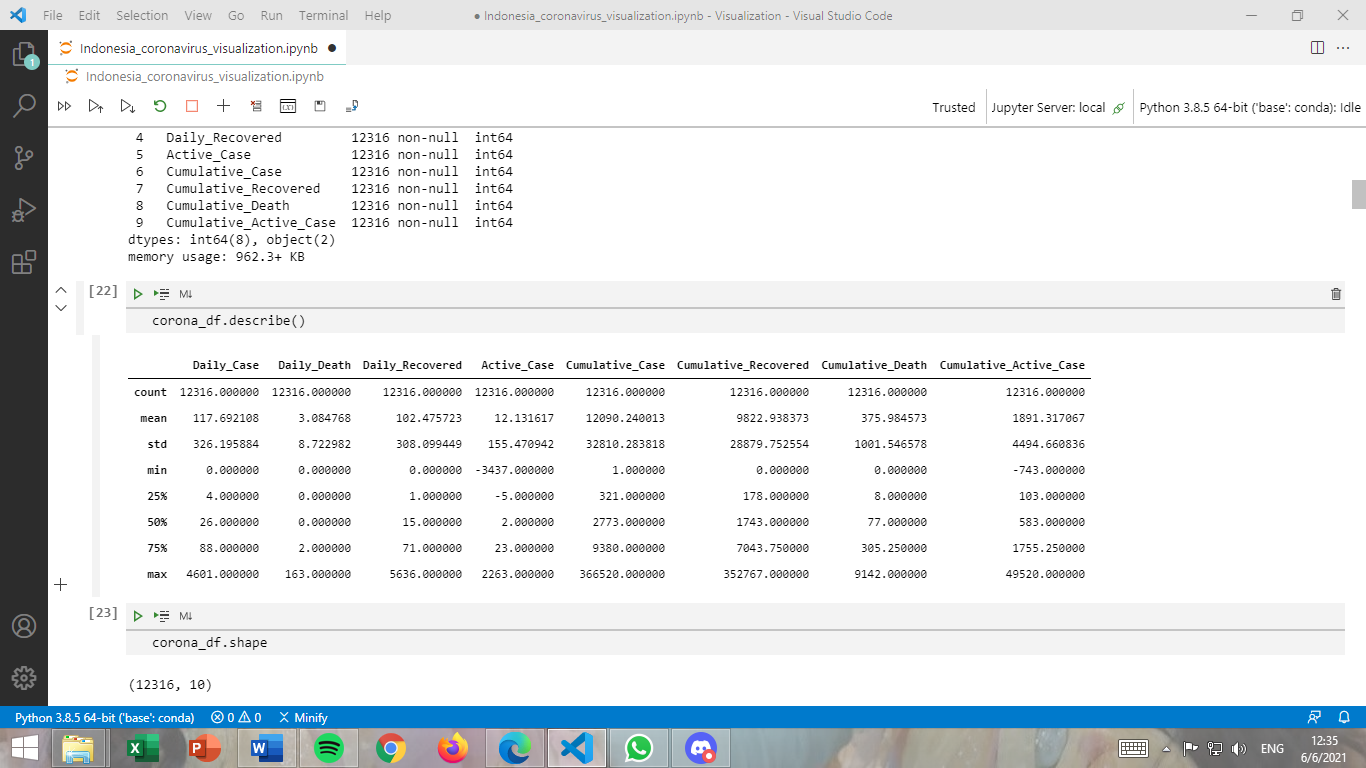 File Edit Selection View Go Run Terminal Help ● Indonesia_coronavirus_visualization.ipynb - Visualization - Visual Studio Code
Indonesia_coronavirus_visualization.ipynb ●
Indonesia_coronavirus_visualization.ipynb
Trusted Jupyter Server: local Python 3.8.5 64-bit ('base': conda): Idle
1
4 Daily_Recovered 12316 non-null int64
5 Active_Case 12316 non-null int64
6 Cumulative_Case 12316 non-null int64
7 Cumulative_Recovered 12316 non-null int64
8 Cumulative_Death 12316 non-null int64
9 Cumulative_Active_Case 12316 non-null int64
dtypes: int64(8), object(2)
memory usage: 962.3+ KB
[22] M↓
corona_df.describe()
Daily_Case Daily_Death Daily_Recovered Active_Case Cumulative_Case Cumulative_Recovered Cumulative_Death Cumulative_Active_Case
count 12316.000000 12316.000000 12316.000000 12316.000000 12316.000000 12316.000000 12316.000000 12316.000000
mean 117.692108 3.084768 102.475723 12.131617 12090.240013 9822.938373 375.984573 1891.317067
std 326.195884 8.722982 308.099449 155.470942 32810.283818 28879.752554 1001.546578 4494.660836
min 0.000000 0.000000 0.000000 -3437.000000 1.000000 0.000000 0.000000 -743.000000
25% 4.000000 0.000000 1.000000 -5.000000 321.000000 178.000000 8.000000 103.000000
50% 26.000000 0.000000 15.000000 2.000000 2773.000000 1743.000000 77.000000 583.000000
75% 88.000000 2.000000 71.000000 23.000000 9380.000000 7043.750000 305.250000 1755.250000
max 4601.000000 163.000000 5636.000000 2263.000000 366520.000000 352767.000000 9142.000000 49520.000000
[23] M↓
corona_df.shape
(12316, 10)
Python 3.8.5 64-bit ('base': conda) 0 0 Minify
X P W ENG 12:35
6/6/2021